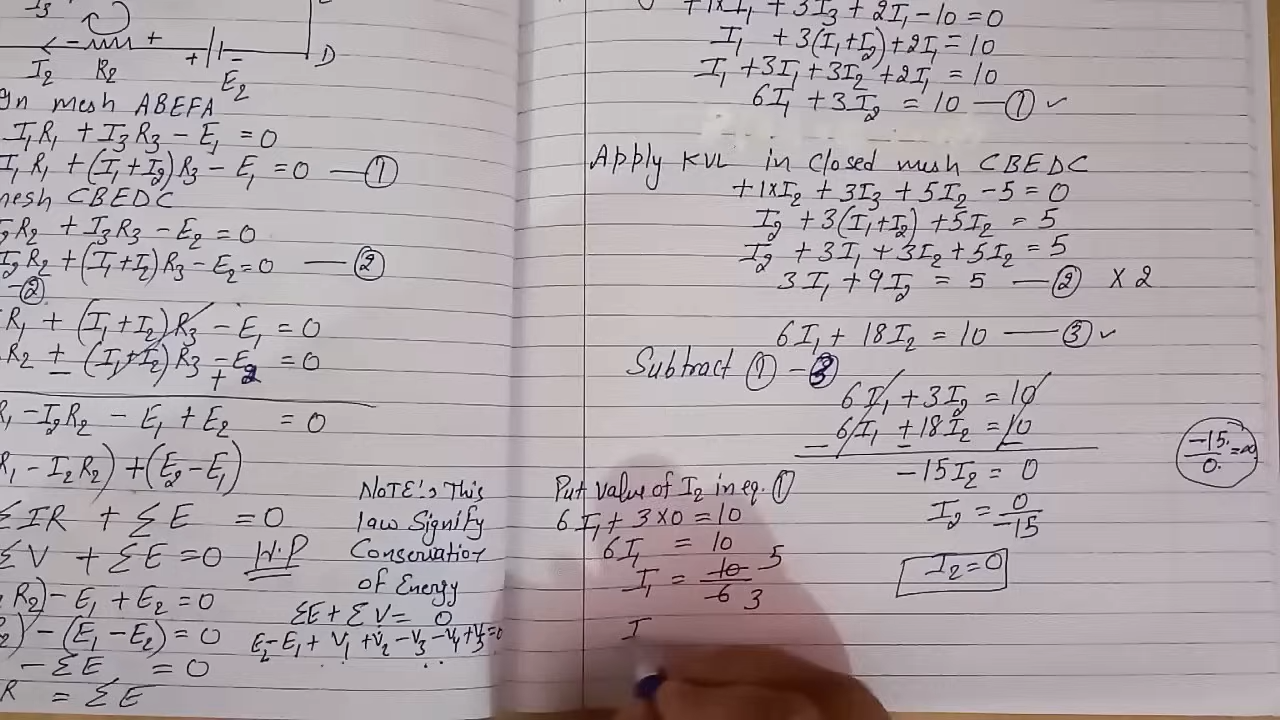 I₃
- +
+ -
D
I₂ R₂ E₂
In mesh ABEFA
I₁R₁ + I₃R₃ - E₁ = 0
I₁R₁ + (I₁+I₂)R₃ - E₁ = 0 — ①
mesh CBEDC
I₂R₂ + I₃R₃ - E₂ = 0
I₂R₂ + (I₁+I₂)R₃ - E₂ = 0 — ②
- ②
R₁ + (I₁+I₂)R₃ - E₁ = 0
R₂ + (I₁+I₂)R₃ - E₂ = 0
- +
R₁ - I₂R₂ - E₁ + E₂ = 0
R₁ - I₂R₂) + (E₂ - E₁)
ΣIR + ΣE = 0
ΣV + ΣE = 0 H.P
R₂) - E₁ + E₂ = 0
) - (E₁ - E₂) = 0
- ΣE = 0
R = ΣE
NOTE: This
law Signify
Conservation
of Energy
ΣE + ΣV = 0
E₂ - E₁ + V₁ + V₂ - V₃ - V₄ + V₅ = 0
+1×I₁ + 3I₃ + 2I₁ - 10 = 0
I₁ + 3(I₁+I₂) + 2I₁ = 10
I₁ + 3I₁ + 3I₂ + 2I₁ = 10
6I₁ + 3I₂ = 10 — ① ✓
Apply KVL in closed mesh CBEDC
+1×I₂ + 3I₃ + 5I₂ - 5 = 0
I₂ + 3(I₁+I₂) + 5I₂ = 5
I₂ + 3I₁ + 3I₂ + 5I₂ = 5
3I₁ + 9I₂ = 5 — ② × 2
6I₁ + 18I₂ = 10 — ③ ✓
Subtract ① - ③
6I₁ + 3I₂ = 10
6I₁ + 18I₂ = 10
- - -
-15I₂ = 0
I₂ = 0/-15
I₂ = 0
-15/0 = ∞
Put value of I₂ in eq. ①
6I₁ + 3×0 = 10
6I₁ = 10
I₁ = 10/6 5/3
I